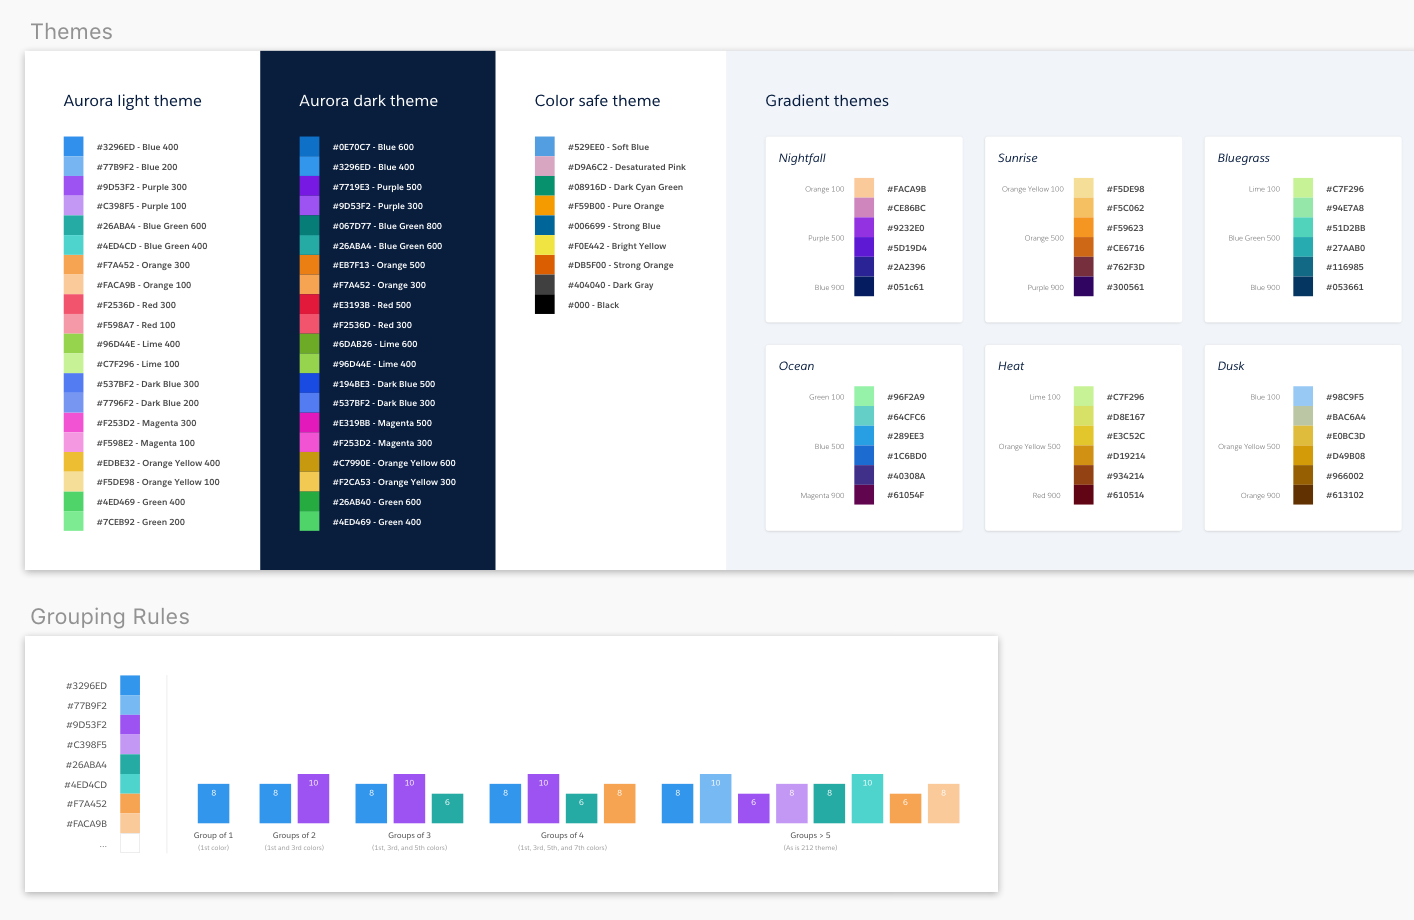 Themes
Aurora light theme
#3296ED - Blue 400
#77B9F2 - Blue 200
#9D53F2 - Purple 300
#C398F5 - Purple 100
#26ABA4 - Blue Green 600
#4ED4CD - Blue Green 400
#F7A452 - Orange 300
#FACA9B - Orange 100
#F2536D - Red 300
#F598A7 - Red 100
#96D44E - Lime 400
#C7F296 - Lime 100
#537BF2 - Dark Blue 300
#7796F2 - Dark Blue 200
#F253D2 - Magenta 300
#F598E2 - Magenta 100
#EDBE32 - Orange Yellow 400
#F5DE98 - Orange Yellow 100
#4ED469 - Green 400
#7CEB92 - Green 200
Aurora dark theme
#0E70C7 - Blue 600
#3296ED - Blue 400
#7719E3 - Purple 500
#9D53F2 - Purple 300
#067D77 - Blue Green 800
#26ABA4 - Blue Green 600
#EB7F13 - Orange 500
#F7A452 - Orange 300
#E3193B - Red 500
#F2536D - Red 300
#6DAB26 - Lime 600
#96D44E - Lime 400
#194BE3 - Dark Blue 500
#537BF2 - Dark Blue 300
#E319BB - Magenta 500
#F253D2 - Magenta 300
#C7990E - Orange Yellow 600
#F2CA53 - Orange Yellow 300
#26AB40 - Green 600
#4ED469 - Green 400
Color safe theme
#529EE0 - Soft Blue
#D9A6C2 - Desaturated Pink
#08916D - Dark Cyan Green
#F59B00 - Pure Orange
#006699 - Strong Blue
#F0E442 - Bright Yellow
#DB5F00 - Strong Orange
#404040 - Dark Gray
#000 - Black
Gradient themes
Nightfall
Orange 100 #FACA9B
#CE86BC
#9232E0
Purple 500
#5D19D4
#2A2396
Blue 900 #051c61
Sunrise
Orange Yellow 100 #F5DE98
#F5C062
#F59623
Orange 500
#CE6716
#762F3D
Purple 900 #300561
Bluegrass
Lime 100 #C7F296
#94E7A8
#51D2BB
Blue Green 500
#27AAB0
#116985
Blue 900 #053661
Ocean
Green 100 #96F2A9
#64CFC6
#289EE3
Blue 500
#1C6BD0
#40308A
Magenta 900 #61054F
Heat
Lime 100 #C7F296
#D8E167
#E3C52C
Orange Yellow 500
#D19214
#934214
Red 900 #610514
Dusk
Blue 100 #98C9F5
#BAC6A4
#E0BC3D
Orange Yellow 500
#D49B08
#966002
Orange 900 #613102
Grouping Rules
#3296ED
#77B9F2
#9D53F2
#C398F5
#26ABA4
#4ED4CD
#F7A452
#FACA9B
...
8
Group of 1
(1st color)
8 10
Groups of 2
(1st and 3rd colors)
8 10 6
Groups of 3
(1st, 3rd, and 5th colors)
8 10 6 8
Groups of 4
(1st, 3rd, 5th, and 7th colors)
8 10 6 8 8 10 6 8
Groups > 5
(As is 212 theme)